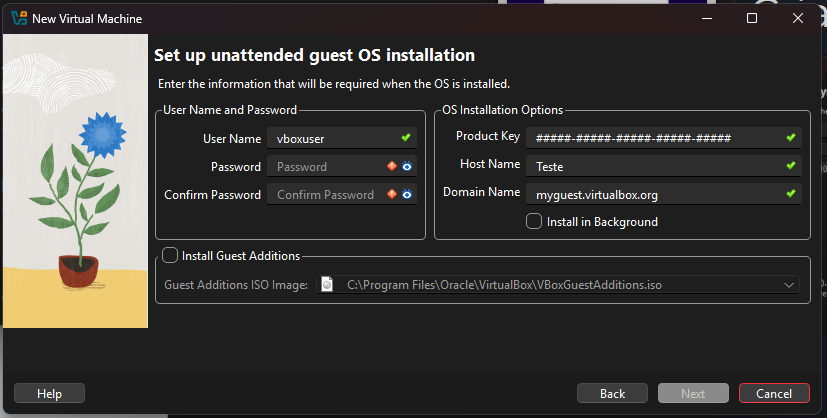 New Virtual Machine
Set up unattended guest OS installation
Enter the information that will be required when the OS is installed.
User Name and Password
User Name vboxuser
Password Password
Confirm Password Confirm Password
OS Installation Options
Product Key #####-#####-#####-#####-#####
Host Name Teste
Domain Name myguest.virtualbox.org
Install in Background
Install Guest Additions
Guest Additions ISO Image: C:\Program Files\Oracle\VirtualBox\VBoxGuestAdditions.iso
Help
Back
Next
Cancel